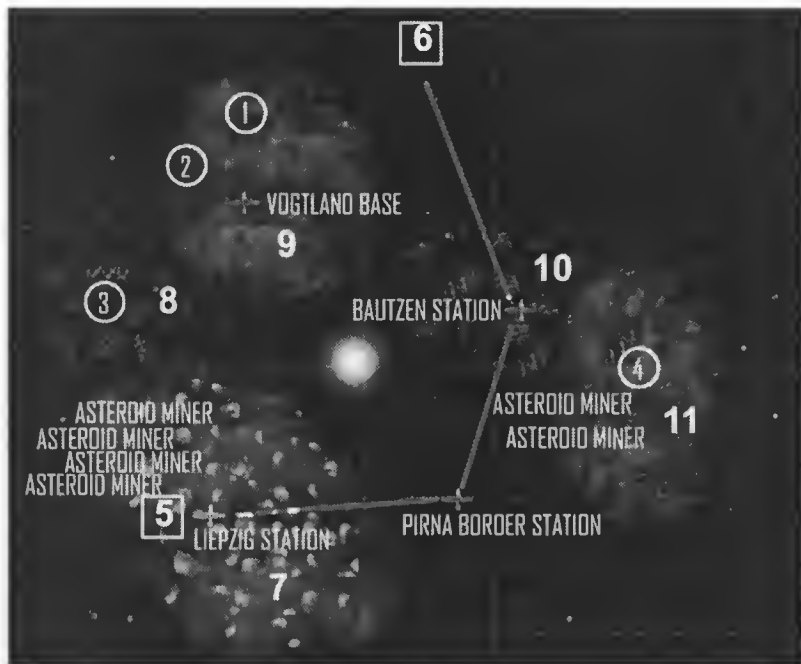 6
1
2
VOGTLAND BASE
9
10
3
8
BAUTZEN STATION
4
ASTEROID MINER
ASTEROID MINER
11
ASTEROID MINER
ASTEROID MINER
ASTEROID MINER
ASTEROID MINER
5
LIEPZIG STATION
PIRNA BORDER STATION
7